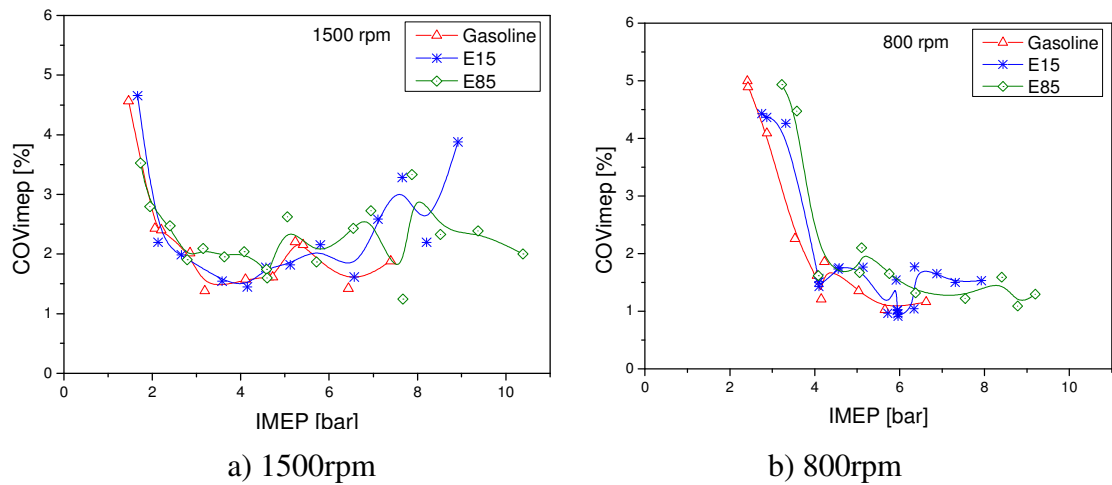 6
5
4
3
2
1
0
COVimep [%]
1500 rpm
Gasoline
E15
E85
0 2 4 6 8 10
IMEP [bar]
a) 1500rpm
6
5
4
3
2
1
0
COVimep [%]
800 rpm
Gasoline
E15
E85
0 2 4 6 8 10
IMEP [bar]
b) 800rpm